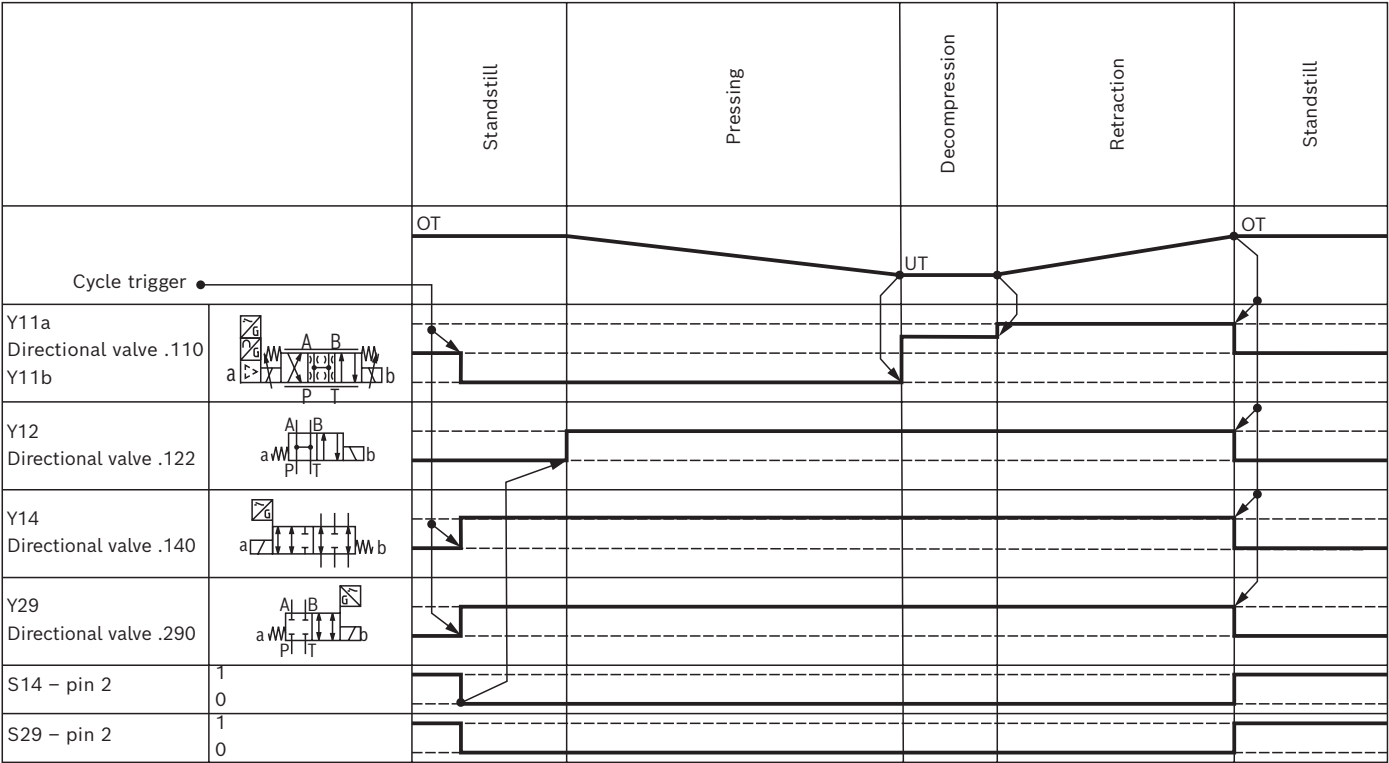 Standstill
Pressing
Decompression
Retraction
Standstill
OT
OT
UT
Cycle trigger
Y11a
Directional valve .110
Y11b
A B
a b
P T
Y12
Directional valve .122
A B
a b
P T
Y14
Directional valve .140
G
a b
Y29
Directional valve .290
G
A B
a b
P T
S14 – pin 2
1
0
S29 – pin 2
1
0